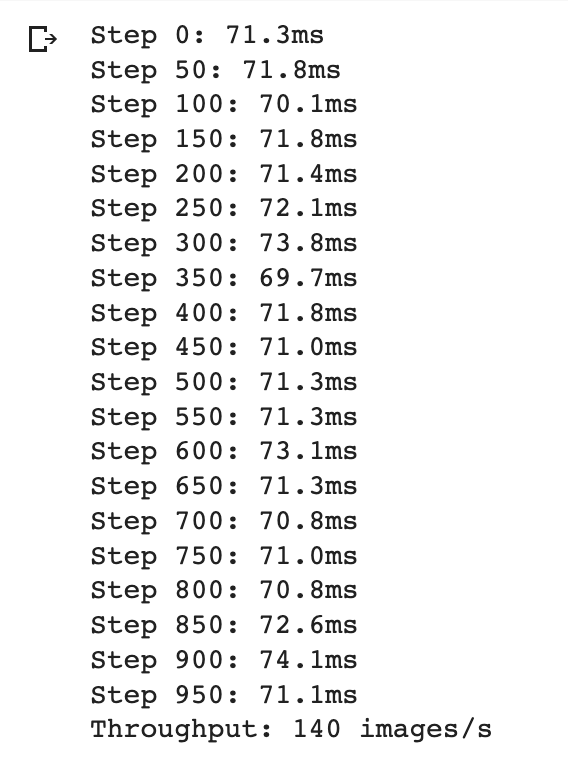 Step 0: 71.3ms
Step 50: 71.8ms
Step 100: 70.1ms
Step 150: 71.8ms
Step 200: 71.4ms
Step 250: 72.1ms
Step 300: 73.8ms
Step 350: 69.7ms
Step 400: 71.8ms
Step 450: 71.0ms
Step 500: 71.3ms
Step 550: 71.3ms
Step 600: 73.1ms
Step 650: 71.3ms
Step 700: 70.8ms
Step 750: 71.0ms
Step 800: 70.8ms
Step 850: 72.6ms
Step 900: 74.1ms
Step 950: 71.1ms
Throughput: 140 images/s